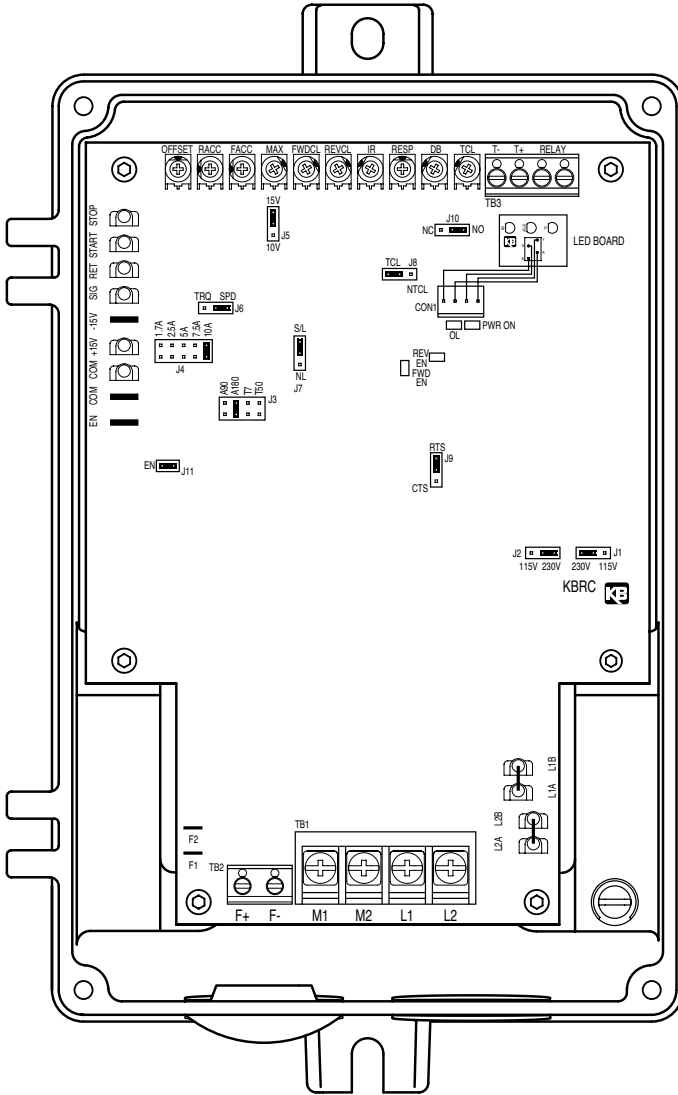 OFFSET RACC FACC MAX FWDCL REVCL IR RESP DB TCL T- T+ RELAY
TB3
STOP
START
RET
SIG
-15V
+15V
COM
COM
EN
15V
J5
10V
J10
NC NO
LED BOARD
KB
TCL J8
NTCL
CON1
PWR ON
OL
TRQ SPD
J6
1.7A 2.5A 5A 7.5A 10A
J4
S/L
NL
J7
REV
EN
FWD
EN
A90 A180 T7 T50
J3
EN J11
RTS
J9
CTS
J2 J1
115V 230V 230V 115V
KBRC KB
L1B
L1A
L2B
L2A
F2
F1
TB1
TB2
F+ F- M1 M2 L1 L2